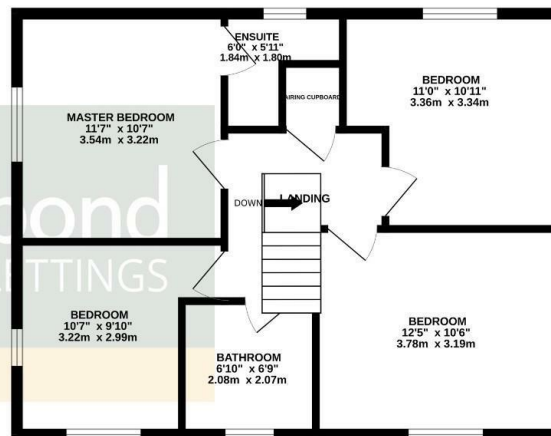 ENSUITE
6'0" x 5'11"
1.84m x 1.80m
BEDROOM
11'0" x 10'11"
3.36m x 3.34m
MASTER BEDROOM
11'7" x 10'7"
3.54m x 3.22m
AIRING CUPBOARD
DOWN
LANDING
bond
LETTINGS
BEDROOM
10'7" x 9'10"
3.22m x 2.99m
BATHROOM
6'10" x 6'9"
2.08m x 2.07m
BEDROOM
12'5" x 10'6"
3.78m x 3.19m